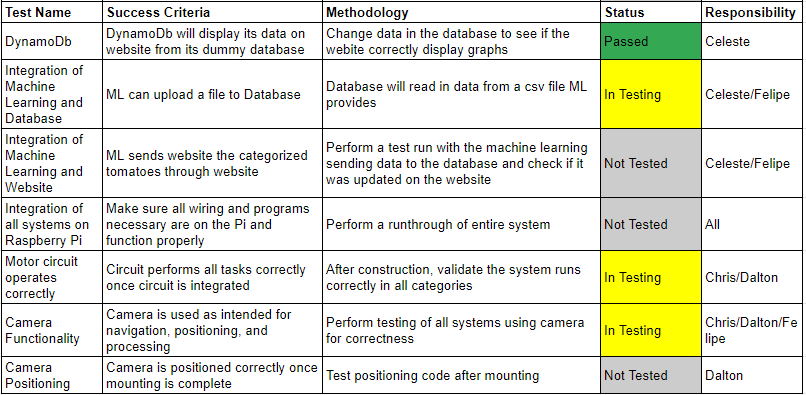 Test Name Success Criteria Methodology Status Responsibility
DynamoDb
DynamoDb will display its data on
website from its dummy database
Change data in the database to see if the
webite correctly display graphs
Passed
Celeste
Integration of
Machine
Learning and
Database
ML can upload a file to Database
Database will read in data from a csv file ML
provides
In Testing
Celeste/Felipe
Integration of
Machine
Learning and
Website
ML sends website the categorized
tomatoes through website
Perform a test run with the machine learning
sending data to the database and check if it
was updated on the website
Not Tested
Celeste/Felipe
Integration of
all systems on
Raspberry Pi
Make sure all wiring and programs
necessary are on the Pi and
function properly
Perform a runthrough of entire system
Not Tested
All
Motor circuit
operates
correctly
Circuit performs all tasks correctly
once circuit is integrated
After construction, validate the system runs
correctly in all categories
In Testing
Chris/Dalton
Camera
Functionality
Camera is used as intended for
navigation, positioning, and
processing
Perform testing of all systems using camera
for correctness
In Testing
Chris/Dalton/Fe
lipe
Camera
Positioning
Camera is positioned correctly once
mounting is complete
Test positioning code after mounting
Not Tested
Dalton